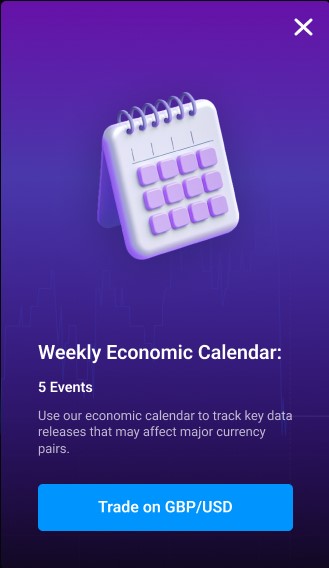 Weekly Economic Calendar:
5 Events
Use our economic calendar to track key data
releases that may affect major currency
pairs.
Trade on GBP/USD